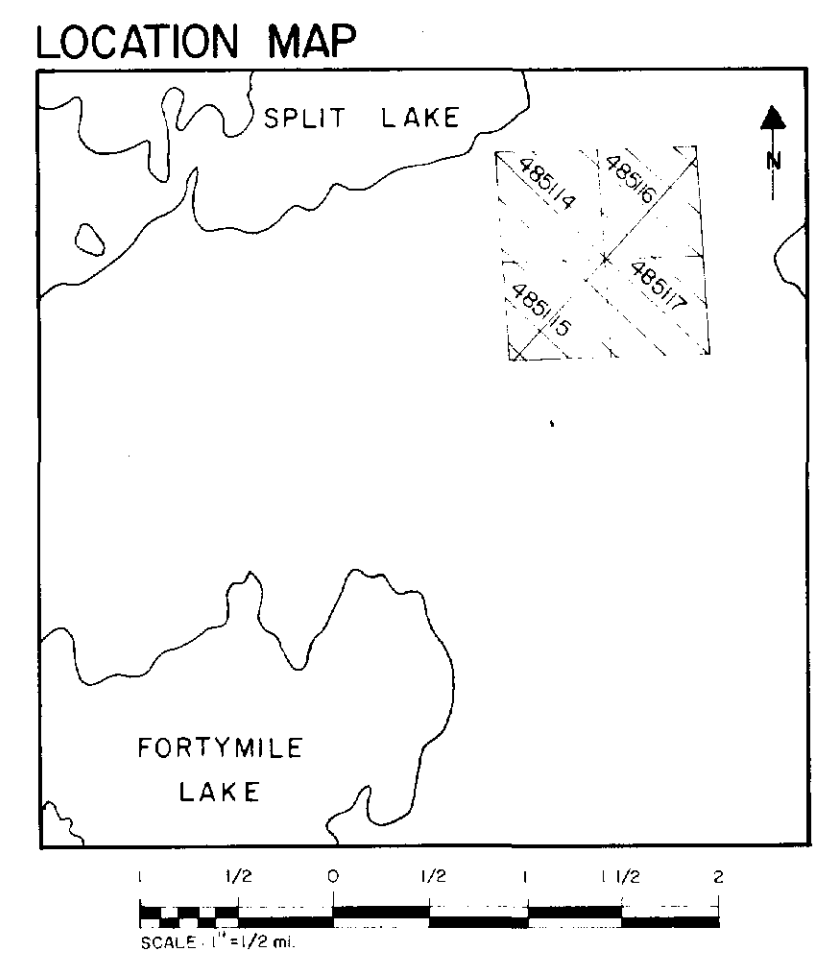 LOCATION MAP
SPLIT LAKE
N
485114
485116
485117
485115
FORTYMILE
LAKE
1 1/2 0 1/2 1 1 1/2 2
SCALE : 1"=1/2 mi.